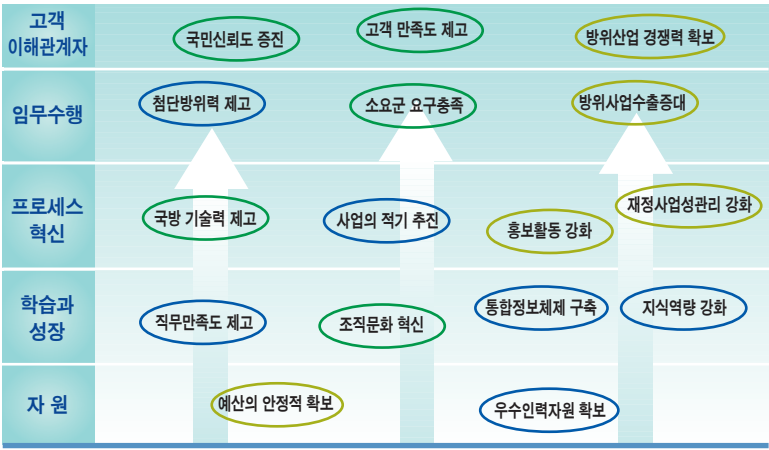 고객
이해관계자
국민신뢰도 증진
고객 만족도 제고
방위산업 경쟁력 확보
임무수행
첨단방위력 제고
소요군 요구충족
방위사업수출증대
프로세스
혁신
국방 기술력 제고
사업의 적기 추진
홍보활동 강화
재정사업성관리 강화
학습과
성장
직무만족도 제고
조직문화 혁신
통합정보체제 구축
지식역량 강화
자 원
예산의 안정적 확보
우수인력자원 확보